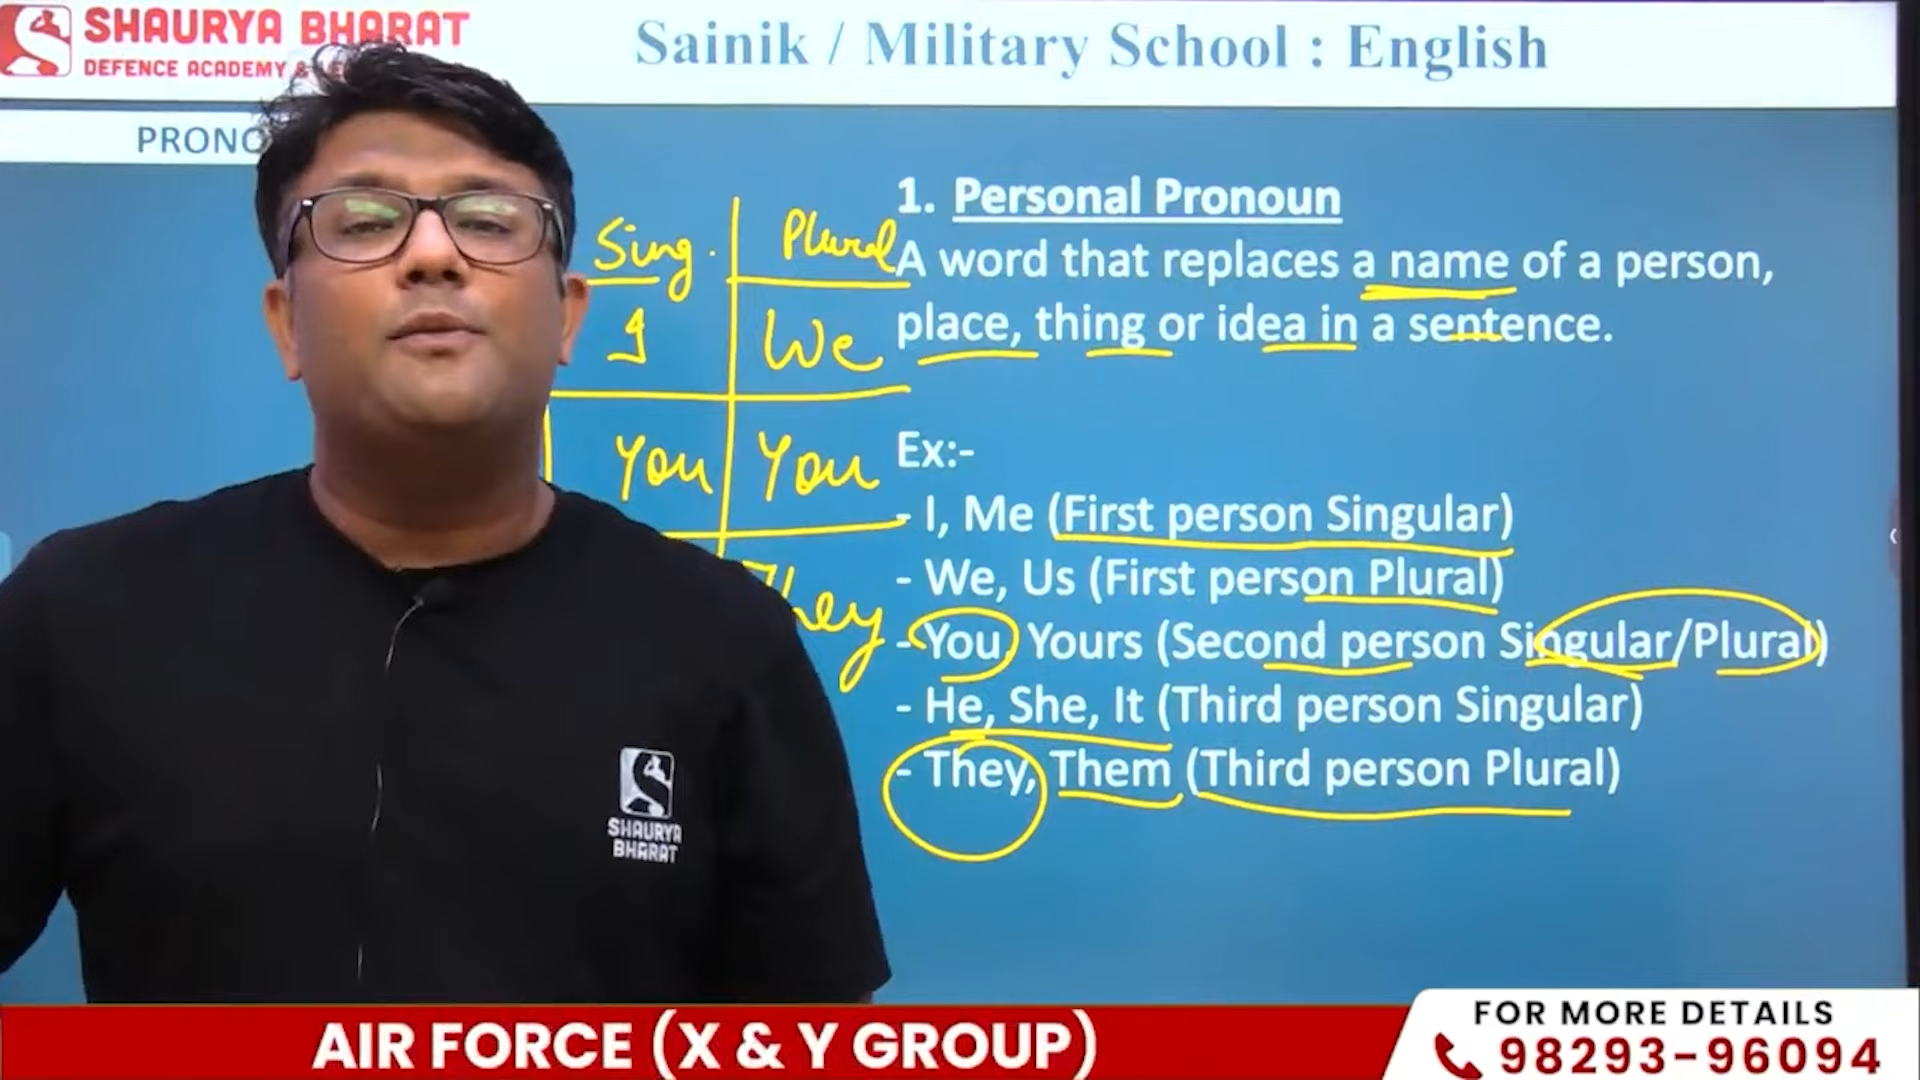 SHAURYA BHARAT
DEFENCE ACADEMY &
Sainik / Military School : English
PRONO
Sing. Plural
I We
You You
They
1. Personal Pronoun
A word that replaces a name of a person,
place, thing or idea in a sentence.
Ex:-
- I, Me (First person Singular)
- We, Us (First person Plural)
- You, Yours (Second person Singular/Plural)
- He, She, It (Third person Singular)
- They, Them (Third person Plural)
SHAURYA
BHARAT
AIR FORCE (X & Y GROUP)
FOR MORE DETAILS
98293-96094